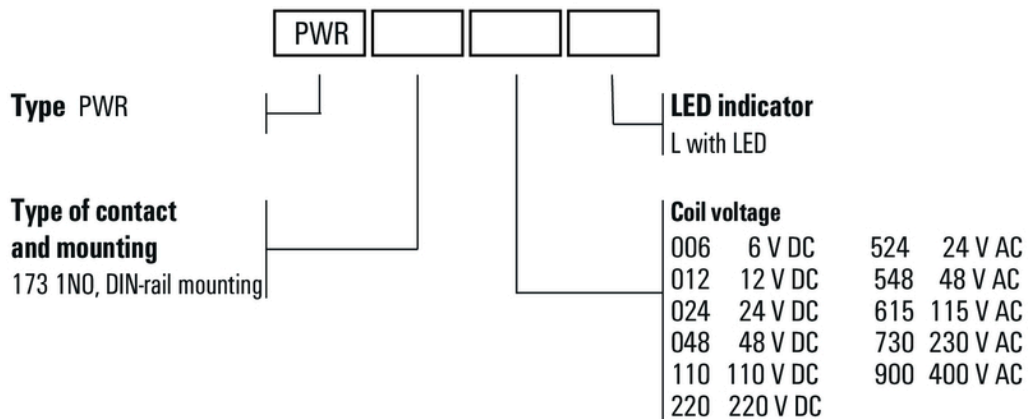 PWR
Type PWR
LED indicator
L with LED
Type of contact
and mounting
173 1NO, DIN-rail mounting
Coil voltage
006 6 V DC 524 24 V AC
012 12 V DC 548 48 V AC
024 24 V DC 615 115 V AC
048 48 V DC 730 230 V AC
110 110 V DC 900 400 V AC
220 220 V DC